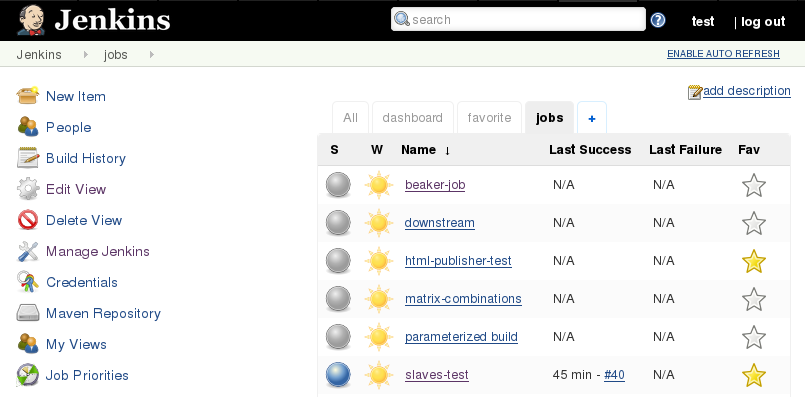 Jenkins
search
test | log out
Jenkins jobs
ENABLE AUTO REFRESH
New Item
People
Build History
Edit View
Delete View
Manage Jenkins
Credentials
Maven Repository
My Views
Job Priorities
add description
All dashboard favorite jobs +
S W Name ↓ Last Success Last Failure Fav
beaker-job N/A N/A
downstream N/A N/A
html-publisher-test N/A N/A
matrix-combinations N/A N/A
parameterized build N/A N/A
slaves-test 45 min - #40 N/A